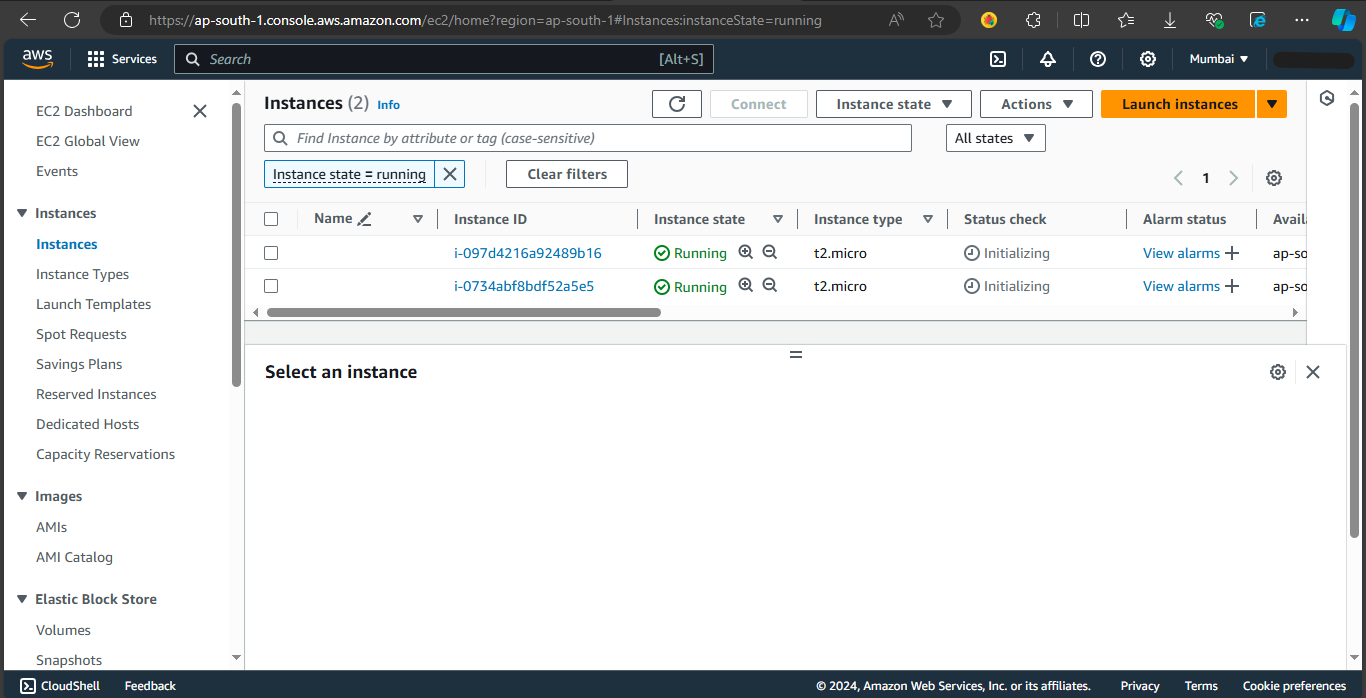 https://ap-south-1.console.aws.amazon.com/ec2/home?region=ap-south-1#Instances:instanceState=running
aws
Services
Search
[Alt+S]
Mumbai
EC2 Dashboard
EC2 Global View
Events
Instances
Instances
Instance Types
Launch Templates
Spot Requests
Savings Plans
Reserved Instances
Dedicated Hosts
Capacity Reservations
Images
AMIs
AMI Catalog
Elastic Block Store
Volumes
Snapshots
Instances (2) Info
Connect
Instance state
Actions
Launch instances
Find Instance by attribute or tag (case-sensitive)
All states
Instance state = running
Clear filters
1
Name Instance ID Instance state Instance type Status check Alarm status Availa
i-097d4216a92489b16 Running t2.micro Initializing View alarms + ap-so
i-0734abf8bdf52a5e5 Running t2.micro Initializing View alarms + ap-so
Select an instance
CloudShell Feedback © 2024, Amazon Web Services, Inc. or its affiliates. Privacy Terms Cookie preferences